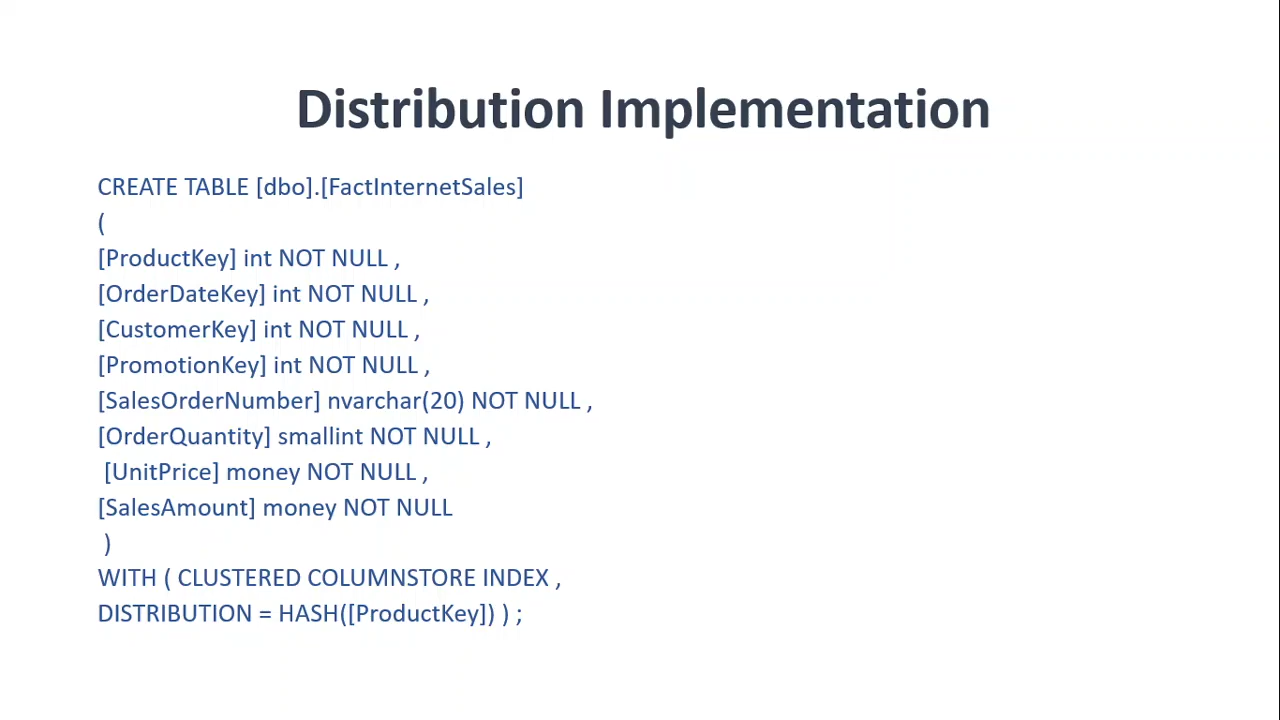 Distribution Implementation
CREATE TABLE [dbo].[FactInternetSales]
(
[ProductKey] int NOT NULL ,
[OrderDateKey] int NOT NULL ,
[CustomerKey] int NOT NULL ,
[PromotionKey] int NOT NULL ,
[SalesOrderNumber] nvarchar(20) NOT NULL ,
[OrderQuantity] smallint NOT NULL ,
[UnitPrice] money NOT NULL ,
[SalesAmount] money NOT NULL
)
WITH ( CLUSTERED COLUMNSTORE INDEX ,
DISTRIBUTION = HASH([ProductKey]) ) ;